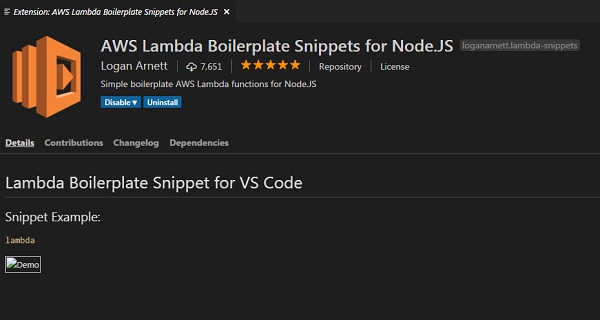 Extension: AWS Lambda Boilerplate Snippets for Node.JS ×
AWS Lambda Boilerplate Snippets for Node.JS loganarnett.lambda-snippets
Logan Arnett | 7,651 | ★★★★★ | Repository | License
Simple boilerplate AWS Lambda functions for NodeJS
Disable ▾ Uninstall
Details Contributions Changelog Dependencies
Lambda Boilerplate Snippet for VS Code
Snippet Example:
lambda
Demo